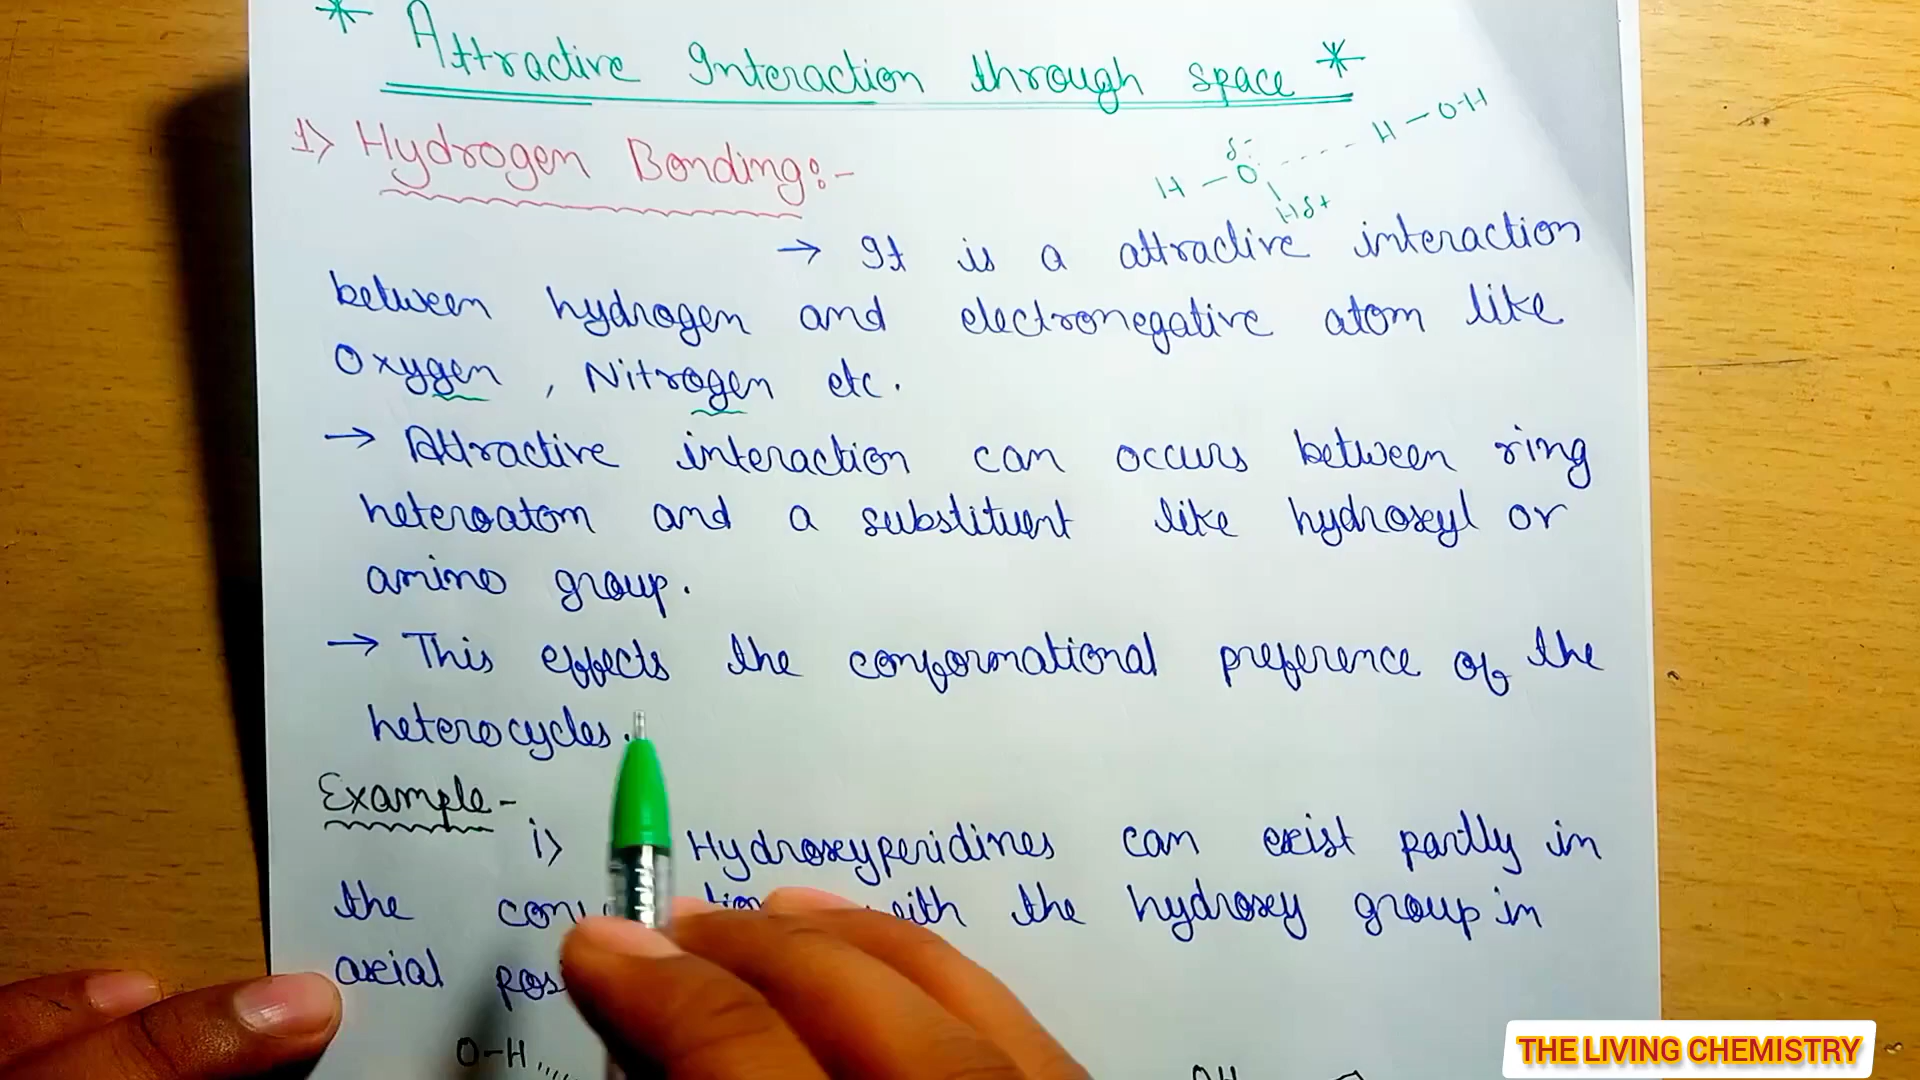 * Attractive Interaction through space *
1) Hydrogen Bonding:-
δ-
H - O ---- H - O-H
Hδ+
→ It is a attractive interaction
between hydrogen and electronegative atom like
Oxygen , Nitrogen etc.
→ Attractive interaction can occurs between ring
heteroatom and a substituent like hydroxyl or
amino group.
→ This effects the conformational preference of the
heterocycles.
Example-
i) Hydroxyperidines can exist partly in
the with the hydroxy group in
axial
O-H
OH
THE LIVING CHEMISTRY